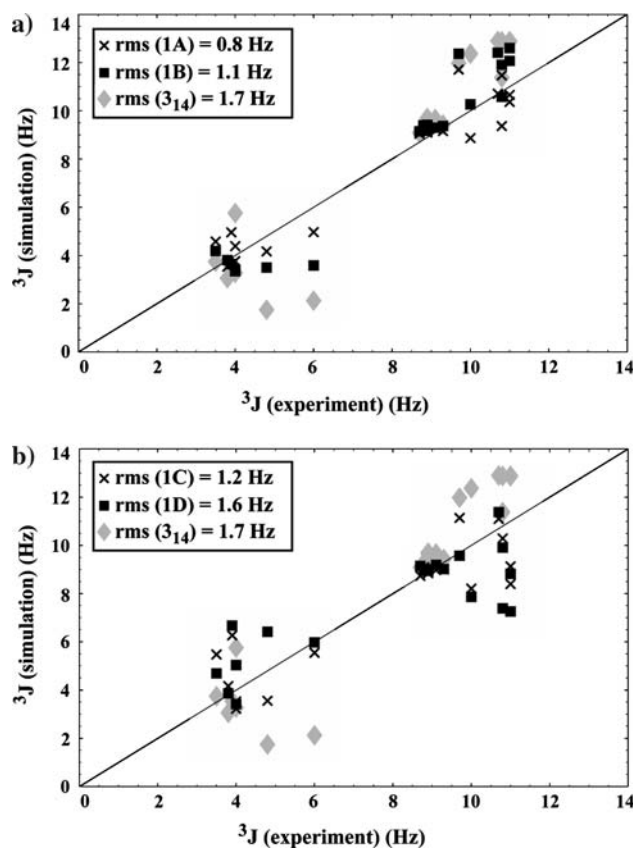 a)
14
12
10
8
6
4
2
0
³J (simulation) (Hz)
× rms (1A) = 0.8 Hz
■ rms (1B) = 1.1 Hz
◆ rms (3₁₄) = 1.7 Hz
0 2 4 6 8 10 12 14
³J (experiment) (Hz)
b)
14
12
10
8
6
4
2
0
³J (simulation) (Hz)
× rms (1C) = 1.2 Hz
■ rms (1D) = 1.6 Hz
◆ rms (3₁₄) = 1.7 Hz
0 2 4 6 8 10 12 14
³J (experiment) (Hz)